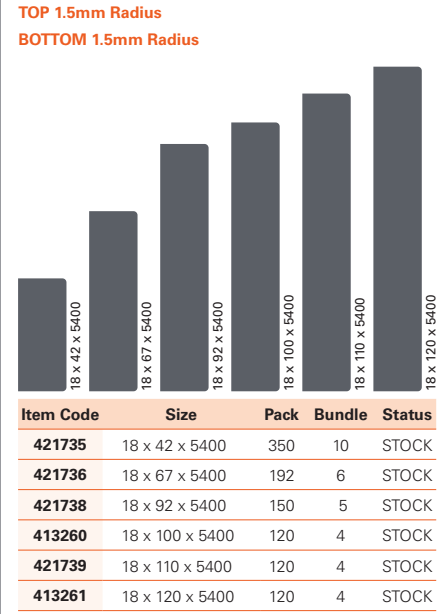 TOP 1.5mm Radius
BOTTOM 1.5mm Radius
18 x 42 x 5400
18 x 67 x 5400
18 x 92 x 5400
18 x 100 x 5400
18 x 110 x 5400
18 x 120 x 5400
Item Code Size Pack Bundle Status
421735 18 x 42 x 5400 350 10 STOCK
421736 18 x 67 x 5400 192 6 STOCK
421738 18 x 92 x 5400 150 5 STOCK
413260 18 x 100 x 5400 120 4 STOCK
421739 18 x 110 x 5400 120 4 STOCK
413261 18 x 120 x 5400 120 4 STOCK